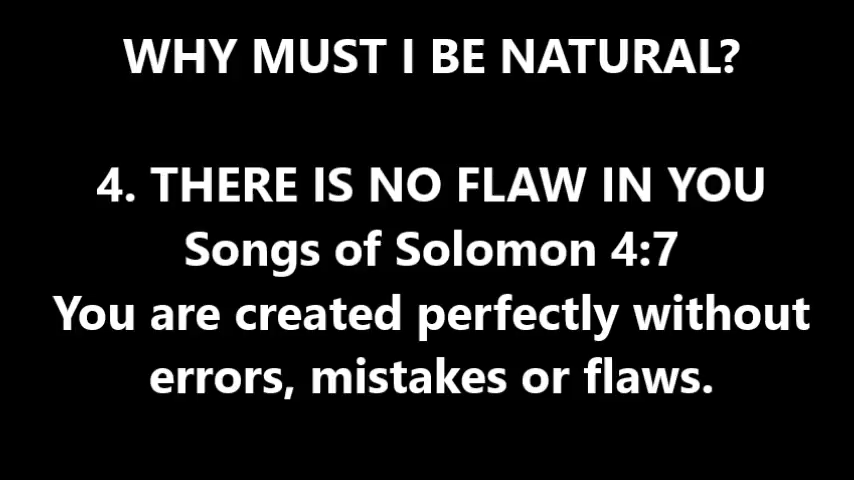 WHY MUST I BE NATURAL?
4. THERE IS NO FLAW IN YOU
Songs of Solomon 4:7
You are created perfectly without
errors, mistakes or flaws.